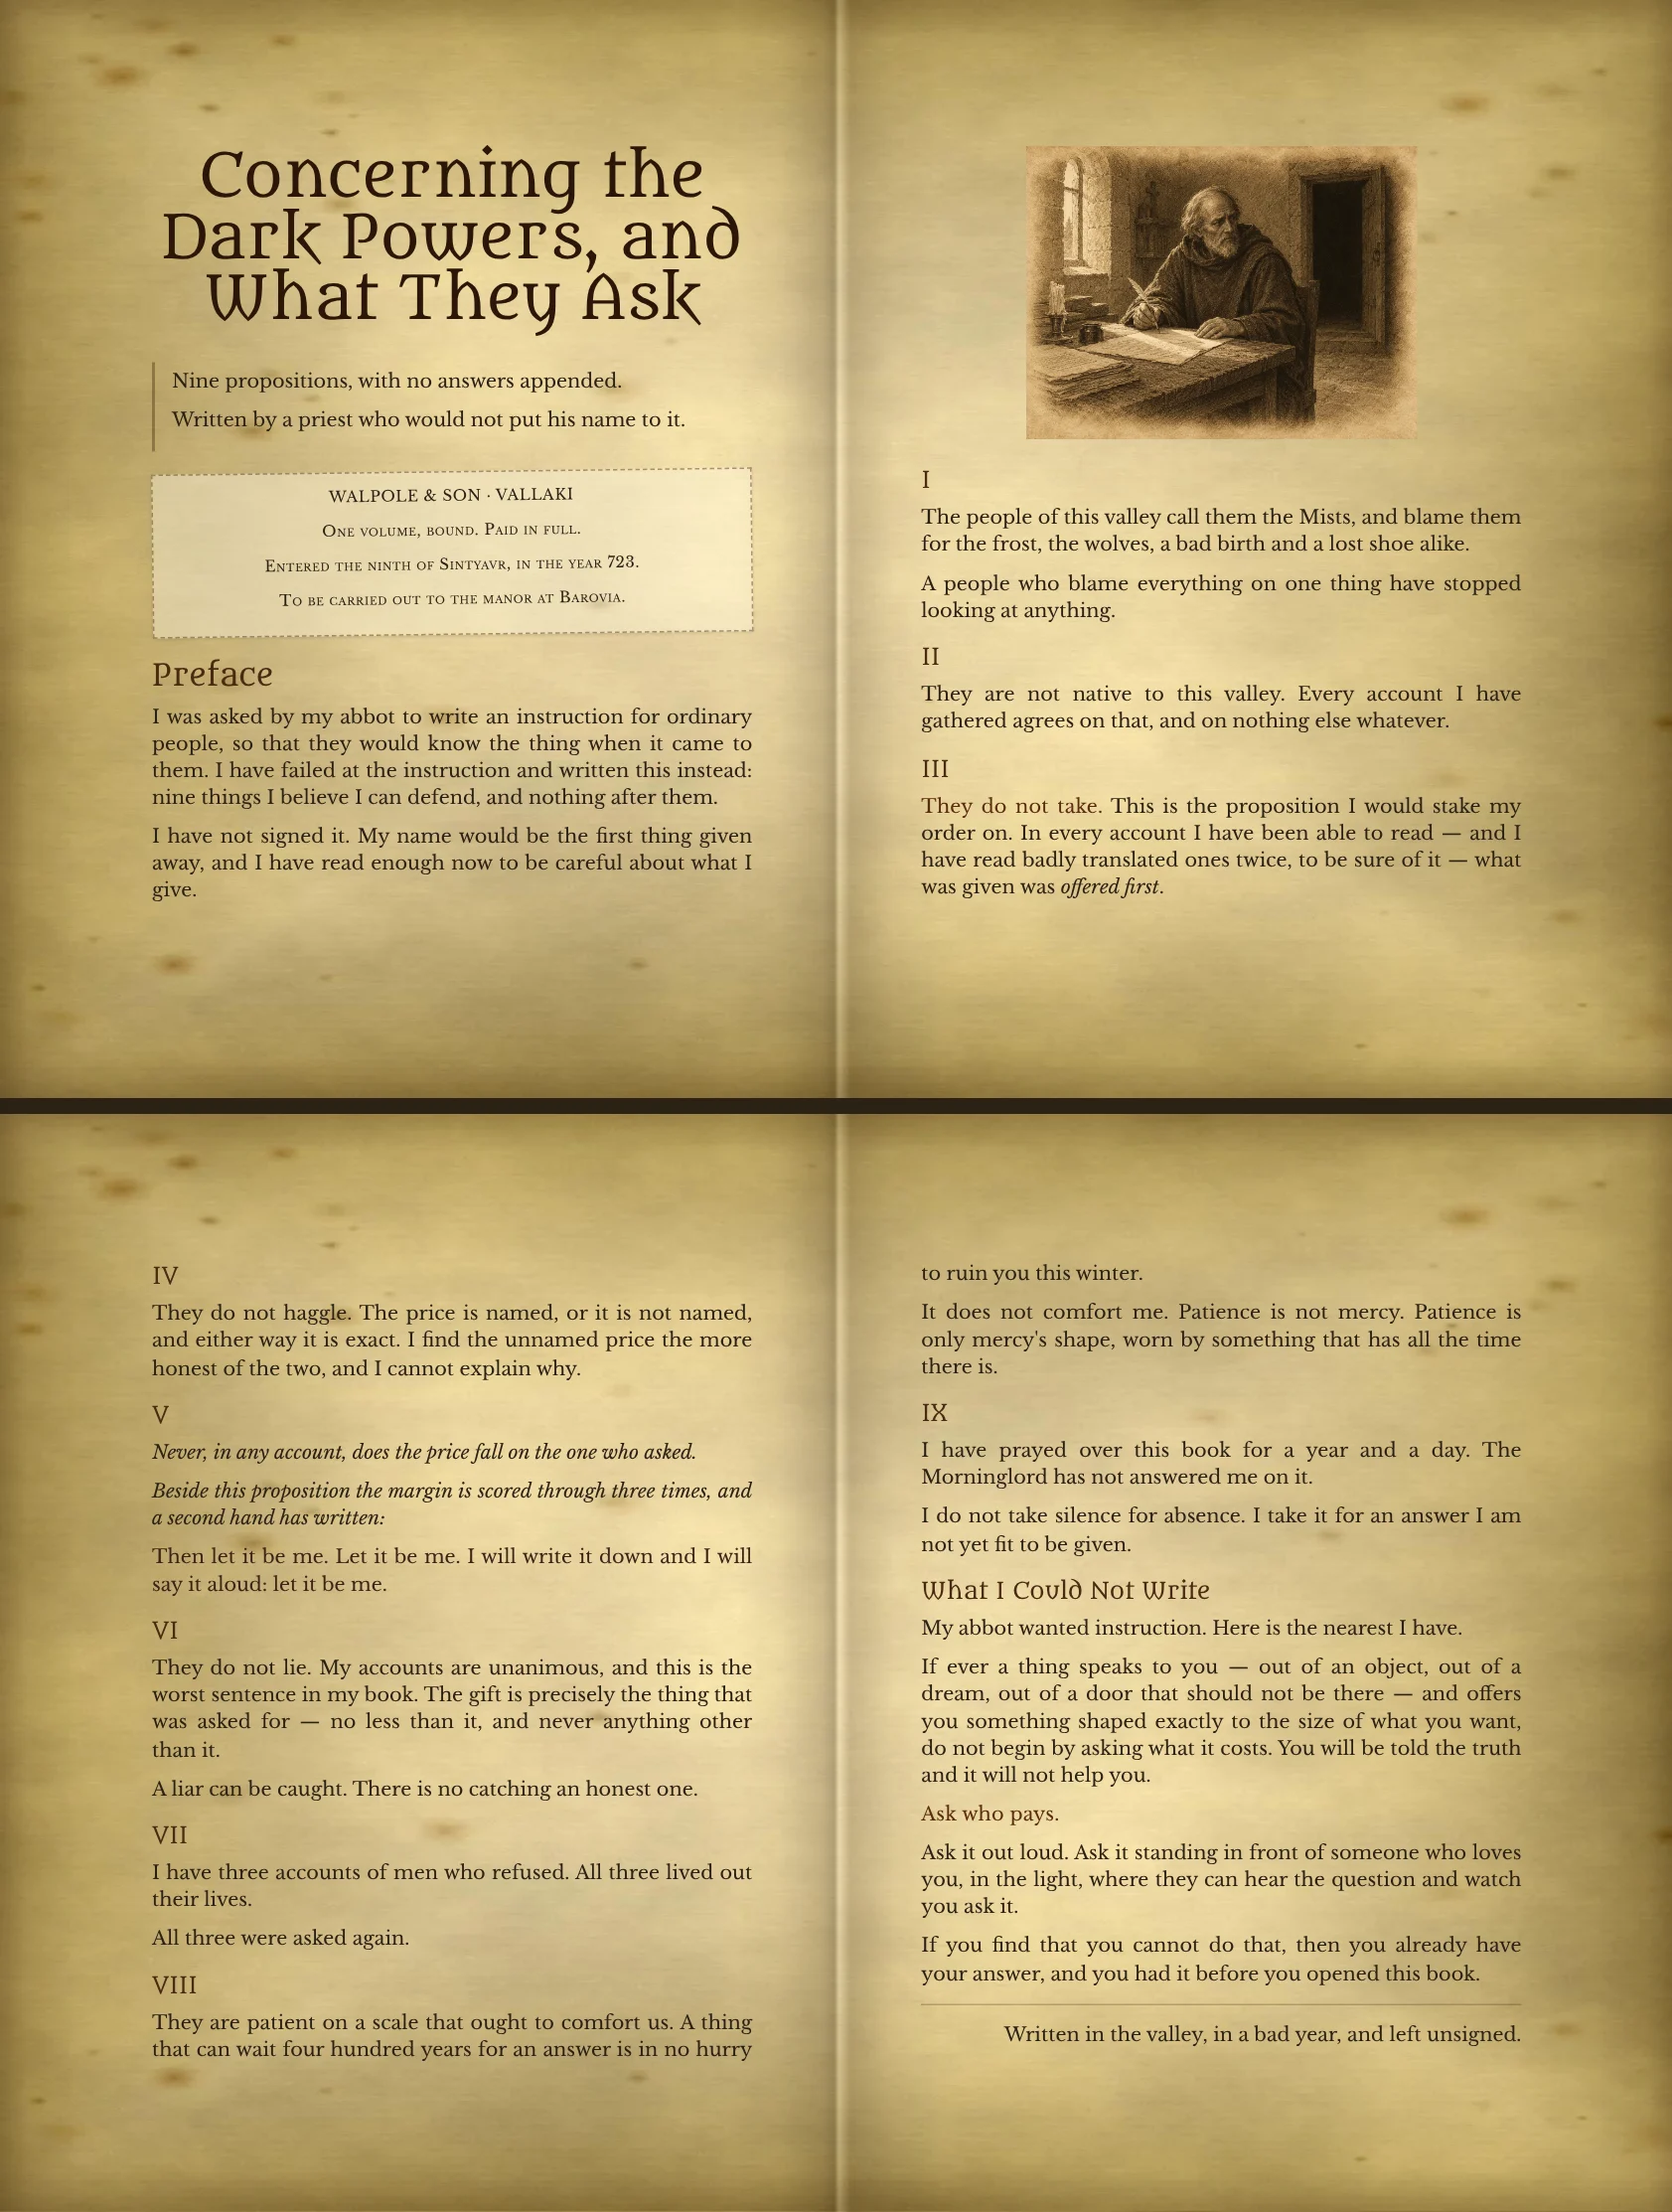 Concerning the
Dark Powers, and
What They Ask
Nine propositions, with no answers appended.
Written by a priest who would not put his name to it.
WALPOLE & SON · VALLAKI
One volume, bound. Paid in full.
Entered the ninth of Sintyavr, in the year 723.
To be carried out to the manor at Barovia.
Preface
I was asked by my abbot to write an instruction for ordinary
people, so that they would know the thing when it came to
them. I have failed at the instruction and written this instead:
nine things I believe I can defend, and nothing after them.
I have not signed it. My name would be the first thing given
away, and I have read enough now to be careful about what I
give.
I
The people of this valley call them the Mists, and blame them
for the frost, the wolves, a bad birth and a lost shoe alike.
A people who blame everything on one thing have stopped
looking at anything.
II
They are not native to this valley. Every account I have
gathered agrees on that, and on nothing else whatever.
III
They do not take. This is the proposition I would stake my
order on. In every account I have been able to read — and I
have read badly translated ones twice, to be sure of it — what
was given was offered first.
IV
They do not haggle. The price is named, or it is not named,
and either way it is exact. I find the unnamed price the more
honest of the two, and I cannot explain why.
V
Never, in any account, does the price fall on the one who asked.
Beside this proposition the margin is scored through three times, and
a second hand has written:
Then let it be me. Let it be me. I will write it down and I will
say it aloud: let it be me.
VI
They do not lie. My accounts are unanimous, and this is the
worst sentence in my book. The gift is precisely the thing that
was asked for — no less than it, and never anything other
than it.
A liar can be caught. There is no catching an honest one.
VII
I have three accounts of men who refused. All three lived out
their lives.
All three were asked again.
VIII
They are patient on a scale that ought to comfort us. A thing
that can wait four hundred years for an answer is in no hurry
to ruin you this winter.
It does not comfort me. Patience is not mercy. Patience is
only mercy's shape, worn by something that has all the time
there is.
IX
I have prayed over this book for a year and a day. The
Morninglord has not answered me on it.
I do not take silence for absence. I take it for an answer I am
not yet fit to be given.
What I Could Not Write
My abbot wanted instruction. Here is the nearest I have.
If ever a thing speaks to you — out of an object, out of a
dream, out of a door that should not be there — and offers
you something shaped exactly to the size of what you want,
do not begin by asking what it costs. You will be told the truth
and it will not help you.
Ask who pays.
Ask it out loud. Ask it standing in front of someone who loves
you, in the light, where they can hear the question and watch
you ask it.
If you find that you cannot do that, then you already have
your answer, and you had it before you opened this book.
Written in the valley, in a bad year, and left unsigned.